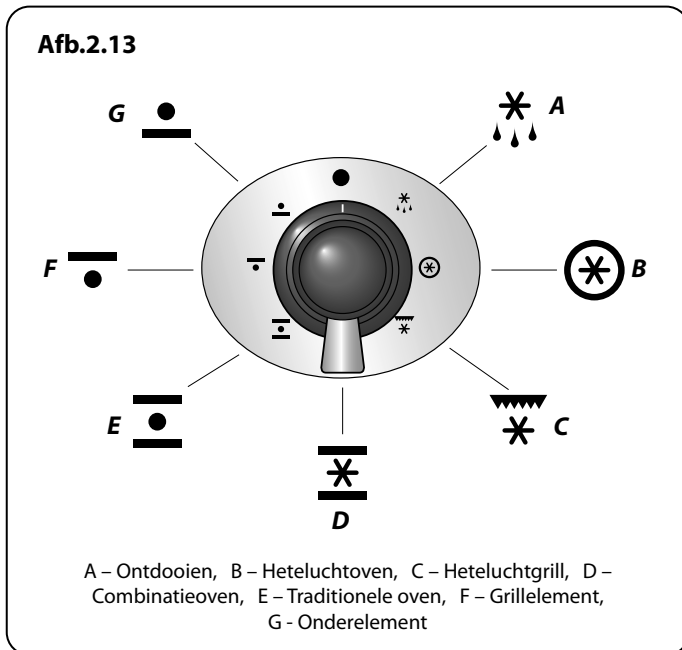 Afb.2.13
G
A
F
B
E
C
D
A – Ontdooien, B – Heteluchtoven, C – Heteluchtgrill, D –
Combinatieoven, E – Traditionele oven, F – Grillelement,
G - Onderelement